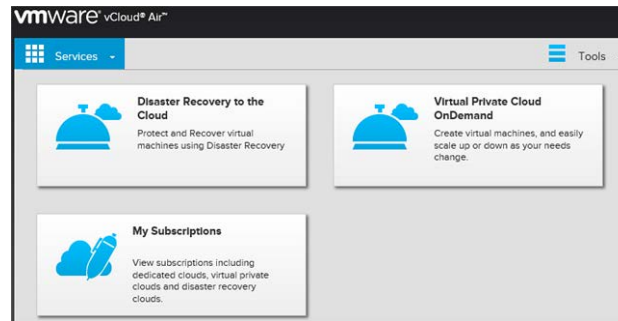 vmware® vCloud® Air™
Services
Tools
Disaster Recovery to the
Cloud
Protect and Recover virtual
machines using Disaster Recovery
Virtual Private Cloud
OnDemand
Create virtual machines, and easily
scale up or down as your needs
change.
My Subscriptions
View subscriptions including
dedicated clouds, virtual private
clouds and disaster recovery
clouds.